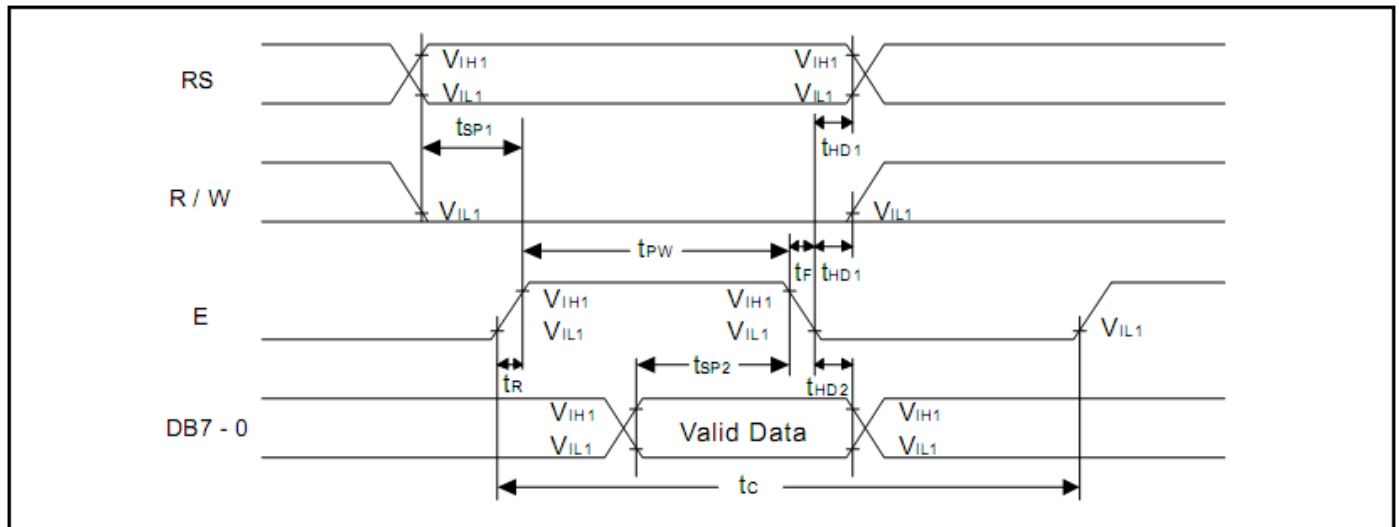 VIH1 VIH1
RS
VIL1 VIL1
tSP1
tHD1
R / W
VIL1 VIL1
tPW
tF tHD1
VIH1 VIH1
E
VIL1 VIL1 VIL1
tSP2
tR tHD2
VIH1 VIH1
DB7 - 0 Valid Data
VIL1 VIL1
tC